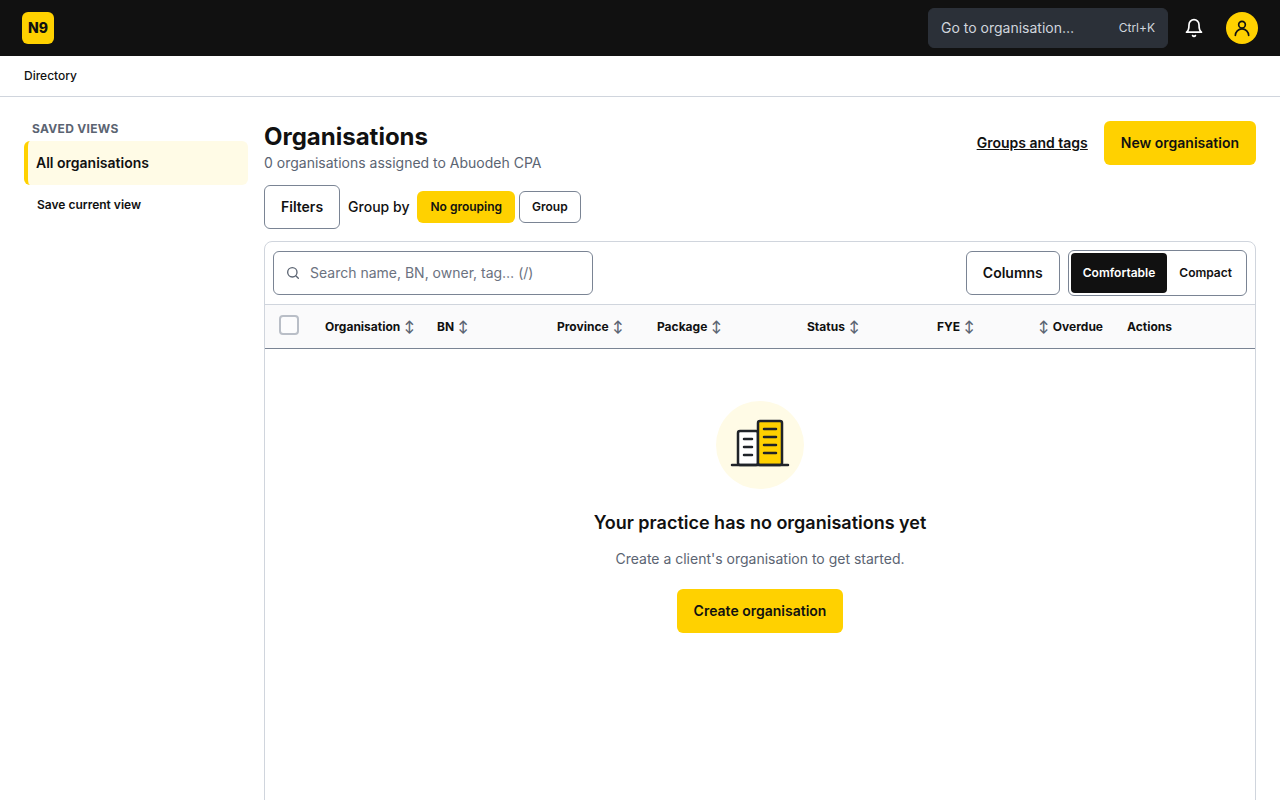 N9
Go to organisation... Ctrl+K
Directory
SAVED VIEWS
All organisations
Save current view
Organisations
0 organisations assigned to Abuodeh CPA
Groups and tags
New organisation
Filters Group by No grouping Group
Search name, BN, owner, tag... (/)
Columns Comfortable Compact
Organisation BN Province Package Status FYE Overdue Actions
Your practice has no organisations yet
Create a client's organisation to get started.
Create organisation